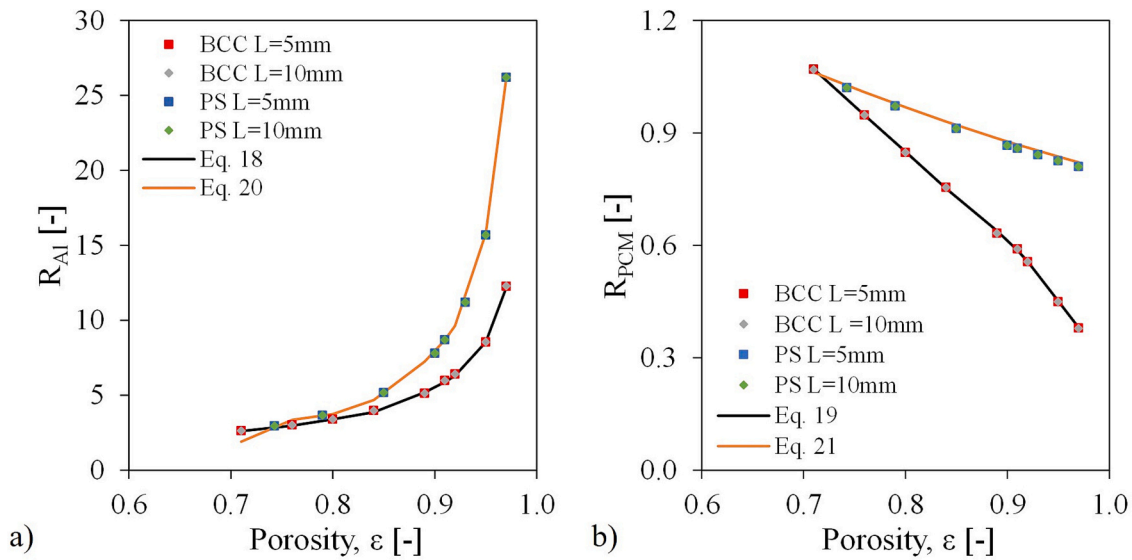 30
25
20
15
10
5
0
R_Al [-]
BCC L=5mm
BCC L=10mm
PS L=5mm
PS L=10mm
Eq. 18
Eq. 20
0.6 0.7 0.8 0.9 1.0
a) Porosity, ε [-]
1.2
0.9
0.6
0.3
0.0
R_PCM [-]
BCC L=5mm
BCC L =10mm
PS L=5mm
PS L=10mm
Eq. 19
Eq. 21
0.6 0.7 0.8 0.9 1.0
b) Porosity, ε [-]